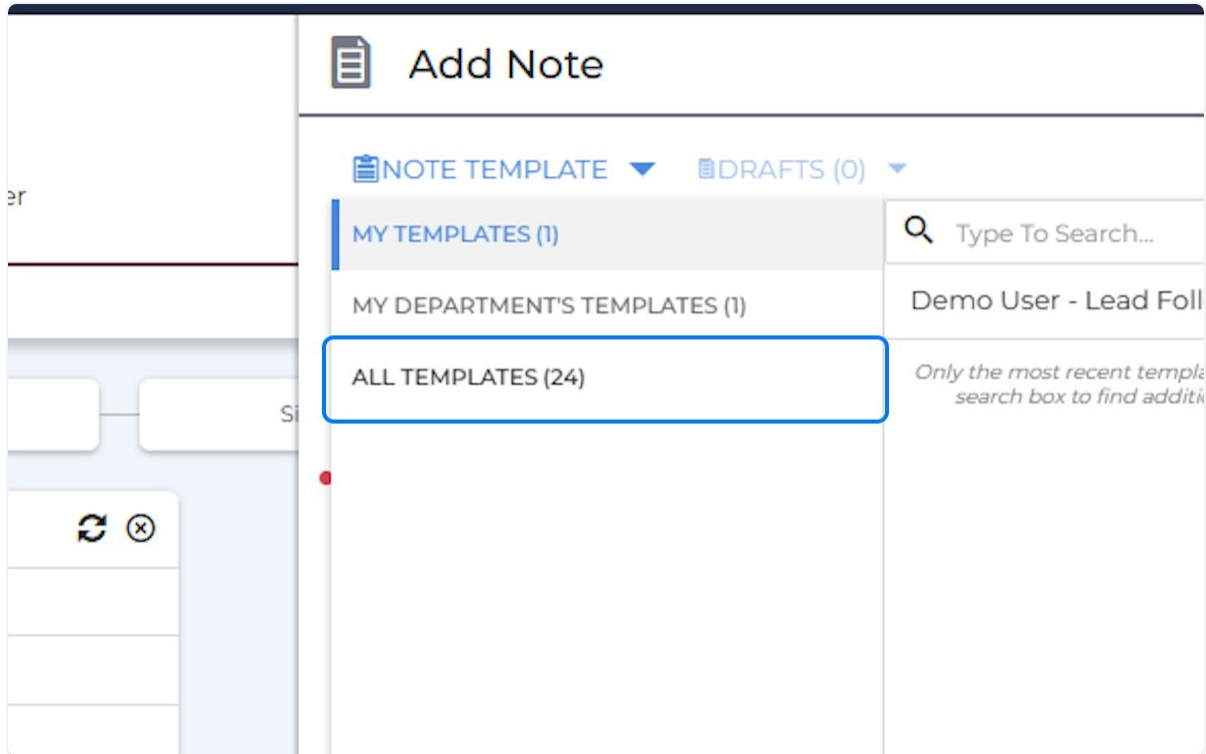 Add Note
NOTE TEMPLATE DRAFTS (0)
er
MY TEMPLATES (1)
Type To Search...
MY DEPARTMENT'S TEMPLATES (1)
Demo User - Lead Foll
ALL TEMPLATES (24)
Only the most recent templa
search box to find additi
Si